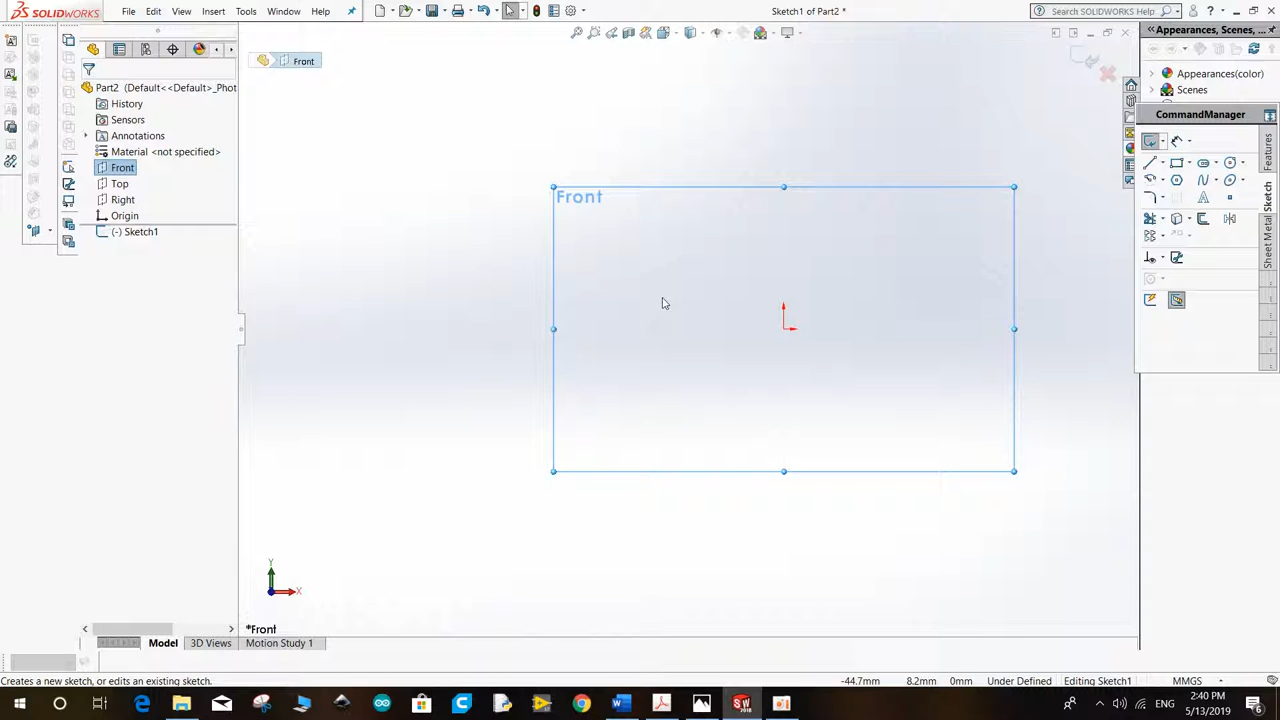 SOLIDWORKS File Edit View Insert Tools Window Help Sketch1 of Part2 * Search SOLIDWORKS Help
Appearances, Scenes,
Front
Appearances(color)
Scenes
Part2 (Default<<Default>_Phot
History
Sensors
Annotations
Material <not specified>
Front
Top
Right
Origin
(-) Sketch1
CommandManager
Features
Sketch
Sheet Metal
Front
Y
X
*Front
Model 3D Views Motion Study 1
Creates a new sketch, or edits an existing sketch. -44.7mm 8.2mm 0mm Under Defined Editing Sketch1 MMGS
ENG
2:40 PM
5/13/2019